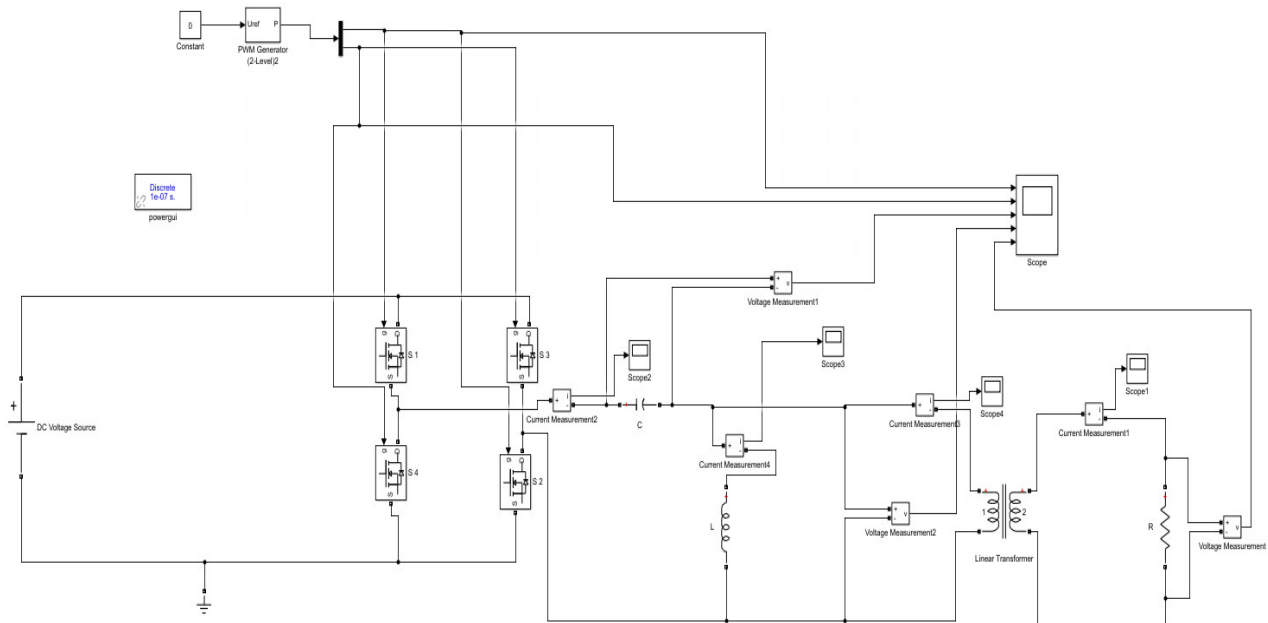 0
Constant
Uref P
PWM Generator
(2-Level)2
Discrete
1e-07 s.
powergui
Scope
+
-
v
Voltage Measurement1
g D
S
S 1
g D
S
S 3
Scope2
Scope3
Scope1
Scope4
+
DC Voltage Source
+ i
-
Current Measurement2
+
C
+ i
-
Current Measurement3
+ i
-
Current Measurement1
+ i
-
Current Measurement4
g D
S
S 4
g D
S
S 2
+
L
+
-
v
Voltage Measurement2
+ +
1 2
Linear Transformer
+
R
+
-
v
Voltage Measurement